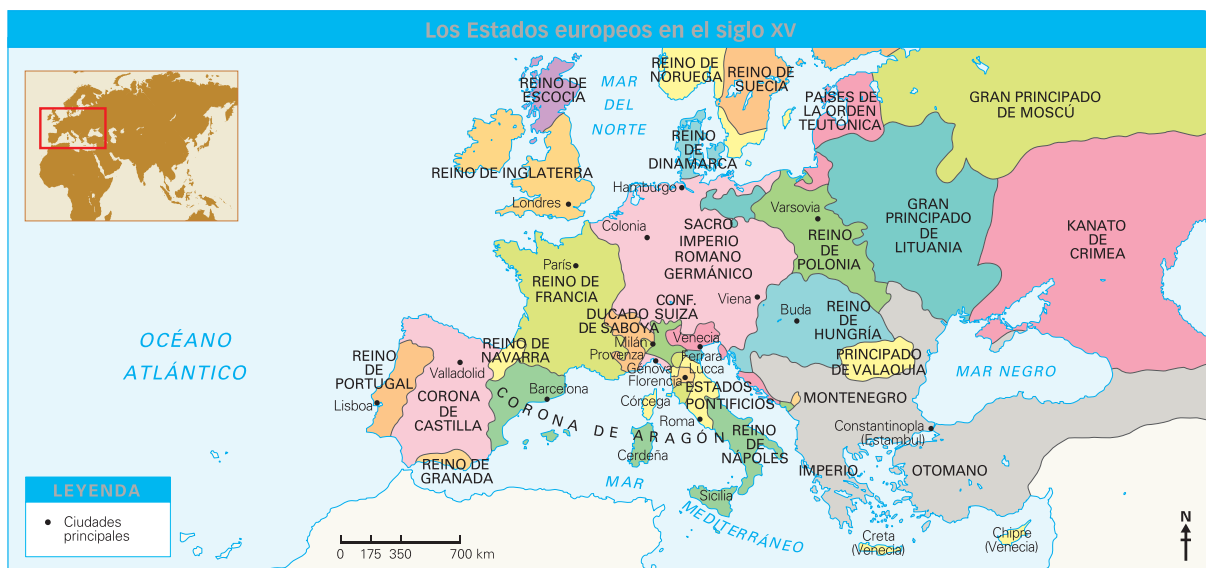 Los Estados europeos en el siglo XV
REINO DE
ESCOCIA
MAR
DEL
NORTE
REINO DE
NORUEGA
REINO DE
SUECIA
PAÍSES DE
LA ORDEN
TEUTÓNICA
GRAN PRINCIPADO
DE MOSCÚ
REINO
DE
DINAMARCA
REINO DE INGLATERRA
Londres
Hamburgo
Colonia
SACRO
IMPERIO
ROMANO
GERMÁNICO
Varsovia
REINO
DE
POLONIA
GRAN
PRINCIPADO
DE
LITUANIA
KANATO
DE
CRIMEA
París
REINO DE
FRANCIA
Viena
CONF.
SUIZA
DUCADO
DE SABOYA
Buda
REINO
DE
HUNGRÍA
OCÉANO
ATLÁNTICO
Milán
Venecia
Provenza
Ferrara
Génova
Lucca
Florencia
PRINCIPADO
DE VALAQUÍA
MAR NEGRO
REINO DE
NAVARRA
REINO
DE
PORTUGAL
Valladolid
Lisboa
CORONA
DE
CASTILLA
Barcelona
CORONA DE ARAGÓN
Córcega
ESTADOS
PONTIFICIOS
Roma
MONTENEGRO
Constantinopla
(Estambul)
REINO
DE
NÁPOLES
Cerdeña
REINO DE
GRANADA
IMPERIO
OTOMANO
MAR
MEDITERRÁNEO
Sicilia
Creta
(Venecia)
Chipre
(Venecia)
LEYENDA
Ciudades
principales
0 175 350 700 km
N